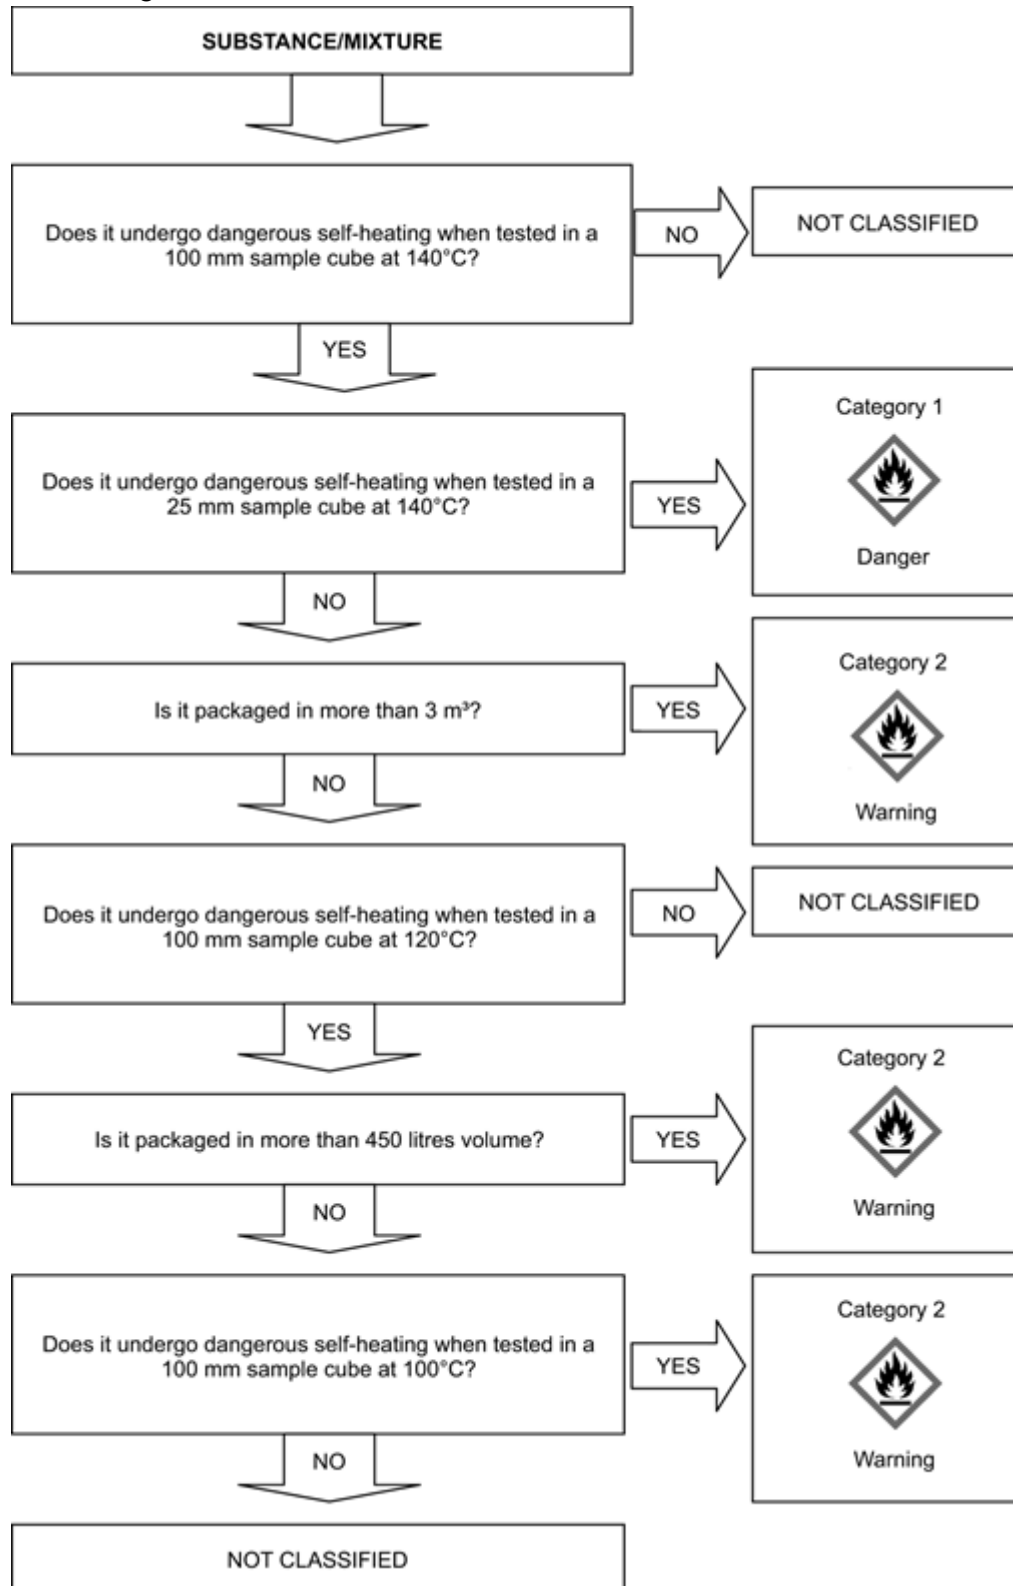 SUBSTANCE/MIXTURE
Does it undergo dangerous self-heating when tested in a
100 mm sample cube at 140°C?
NO
NOT CLASSIFIED
YES
Does it undergo dangerous self-heating when tested in a
25 mm sample cube at 140°C?
YES
Category 1
Danger
NO
Is it packaged in more than 3 m³?
YES
Category 2
Warning
NO
Does it undergo dangerous self-heating when tested in a
100 mm sample cube at 120°C?
NO
NOT CLASSIFIED
YES
Is it packaged in more than 450 litres volume?
YES
Category 2
Warning
NO
Does it undergo dangerous self-heating when tested in a
100 mm sample cube at 100°C?
YES
Category 2
Warning
NO
NOT CLASSIFIED